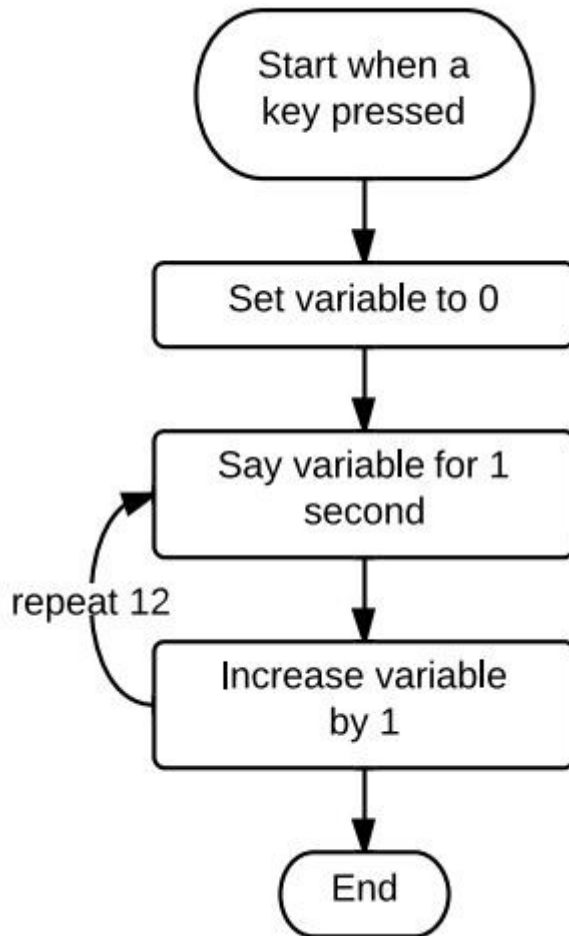 Start when a
key pressed
Set variable to 0
Say variable for 1
second
repeat 12
Increase variable
by 1
End